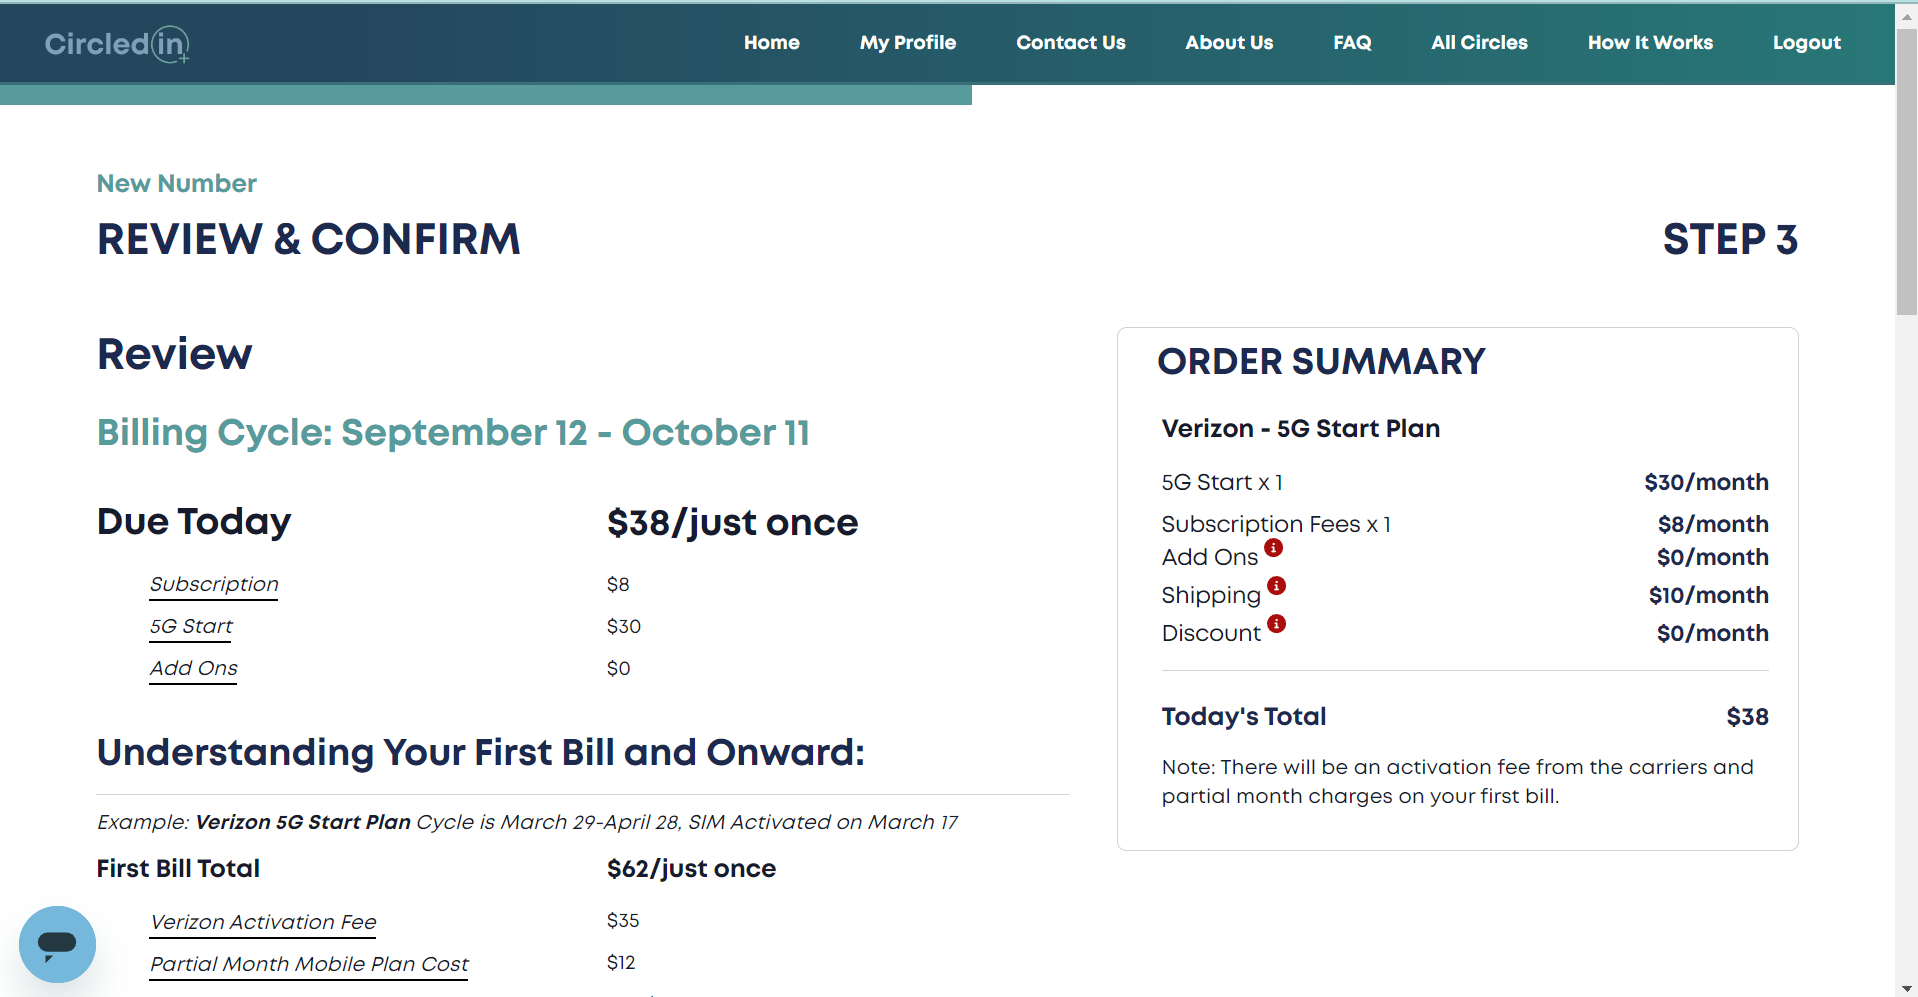 Circled in+
Home My Profile Contact Us About Us FAQ All Circles How It Works Logout
New Number
REVIEW & CONFIRM
STEP 3
Review
Billing Cycle: September 12 - October 11
Due Today $38/just once
Subscription $8
5G Start $30
Add Ons $0
Understanding Your First Bill and Onward:
Example: Verizon 5G Start Plan Cycle is March 29-April 28, SIM Activated on March 17
First Bill Total $62/just once
Verizon Activation Fee $35
Partial Month Mobile Plan Cost $12
ORDER SUMMARY
Verizon - 5G Start Plan
5G Start x 1 $30/month
Subscription Fees x 1 $8/month
Add Ons i $0/month
Shipping i $10/month
Discount i $0/month
Today's Total $38
Note: There will be an activation fee from the carriers and
partial month charges on your first bill.